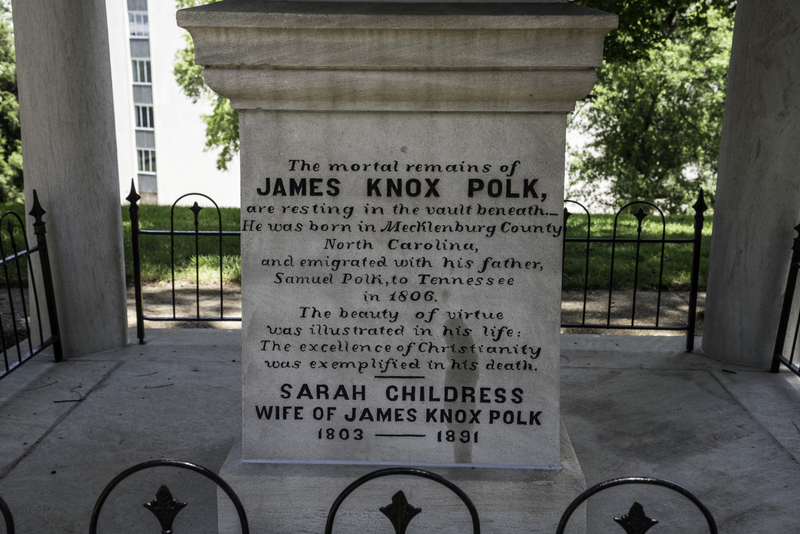 The mortal remains of
JAMES KNOX POLK,
are resting in the vault beneath._
He was born in Mecklenburg County
North Carolina,
and emigrated with his father,
Samuel Polk, to Tennessee
in 1806.
The beauty of virtue
was illustrated in his life:
The excellence of Christianity
was exemplified in his death.
SARAH CHILDRESS
WIFE OF JAMES KNOX POLK
1803 — 1891